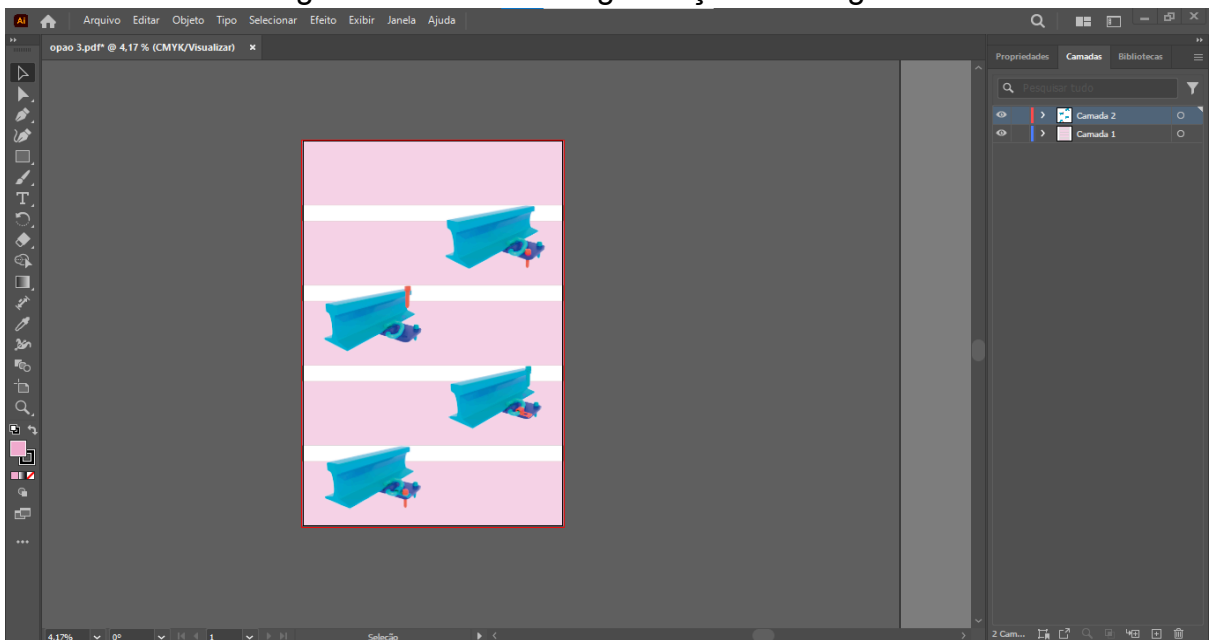 Ai Arquivo Editar Objeto Tipo Selecionar Efeito Exibir Janela Ajuda
opao 3.pdf* @ 4,17 % (CMYK/Visualizar) ×
Propriedades Camadas Bibliotecas
Pesquisar tudo
Camada 2
Camada 1
4,17% 0° 1 Seleção
2 Cam...